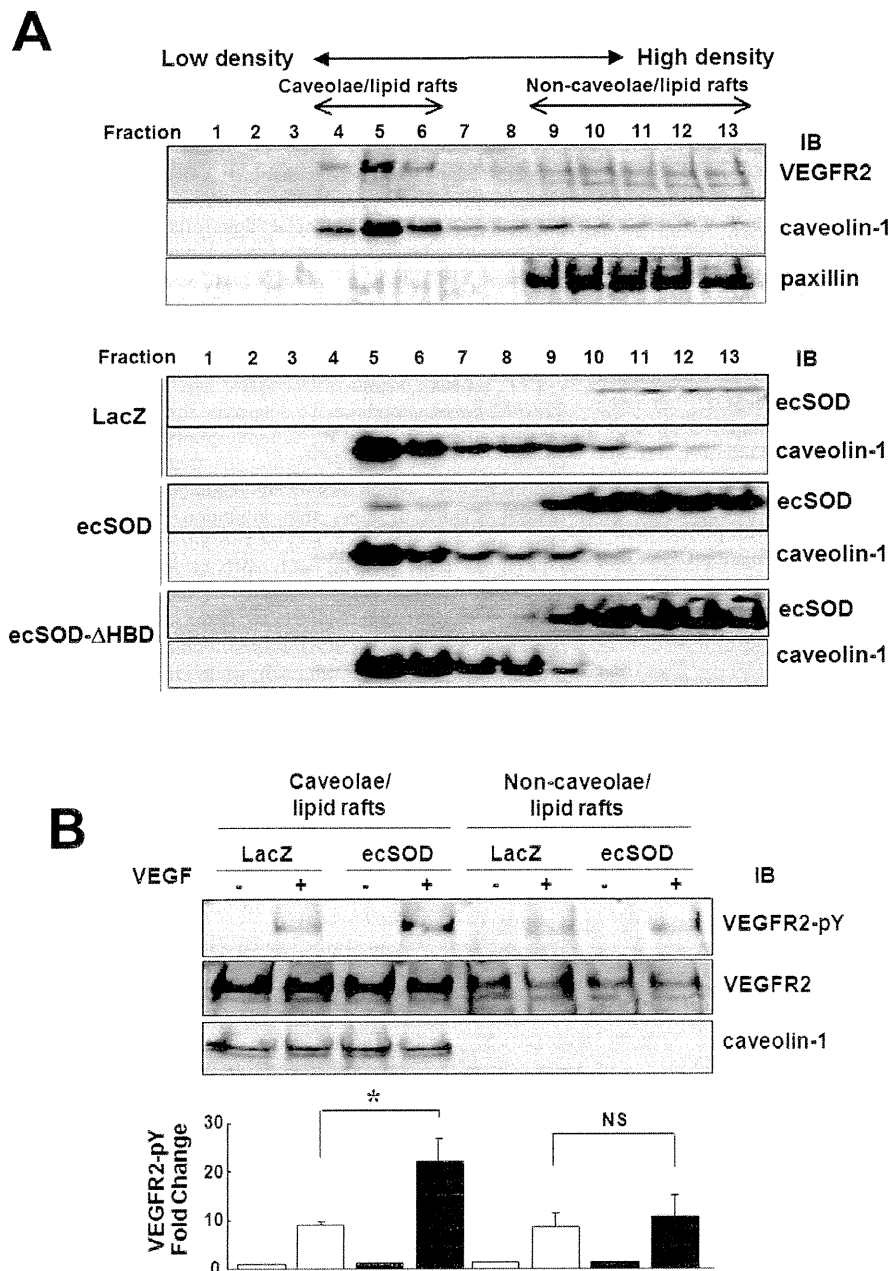 A
Low density High density
Caveolae/lipid rafts Non-caveolae/lipid rafts
Fraction 1 2 3 4 5 6 7 8 9 10 11 12 13 IB
VEGFR2
caveolin-1
paxillin
Fraction 1 2 3 4 5 6 7 8 9 10 11 12 13 IB
LacZ
ecSOD
caveolin-1
ecSOD
ecSOD
caveolin-1
ecSOD-ΔHBD
ecSOD
caveolin-1
B
Caveolae/ lipid rafts
Non-caveolae/ lipid rafts
LacZ ecSOD LacZ ecSOD
VEGF - + - + - + - + IB
VEGFR2-pY
VEGFR2
caveolin-1
VEGFR2-pY Fold Change
30
20
10
0
* NS